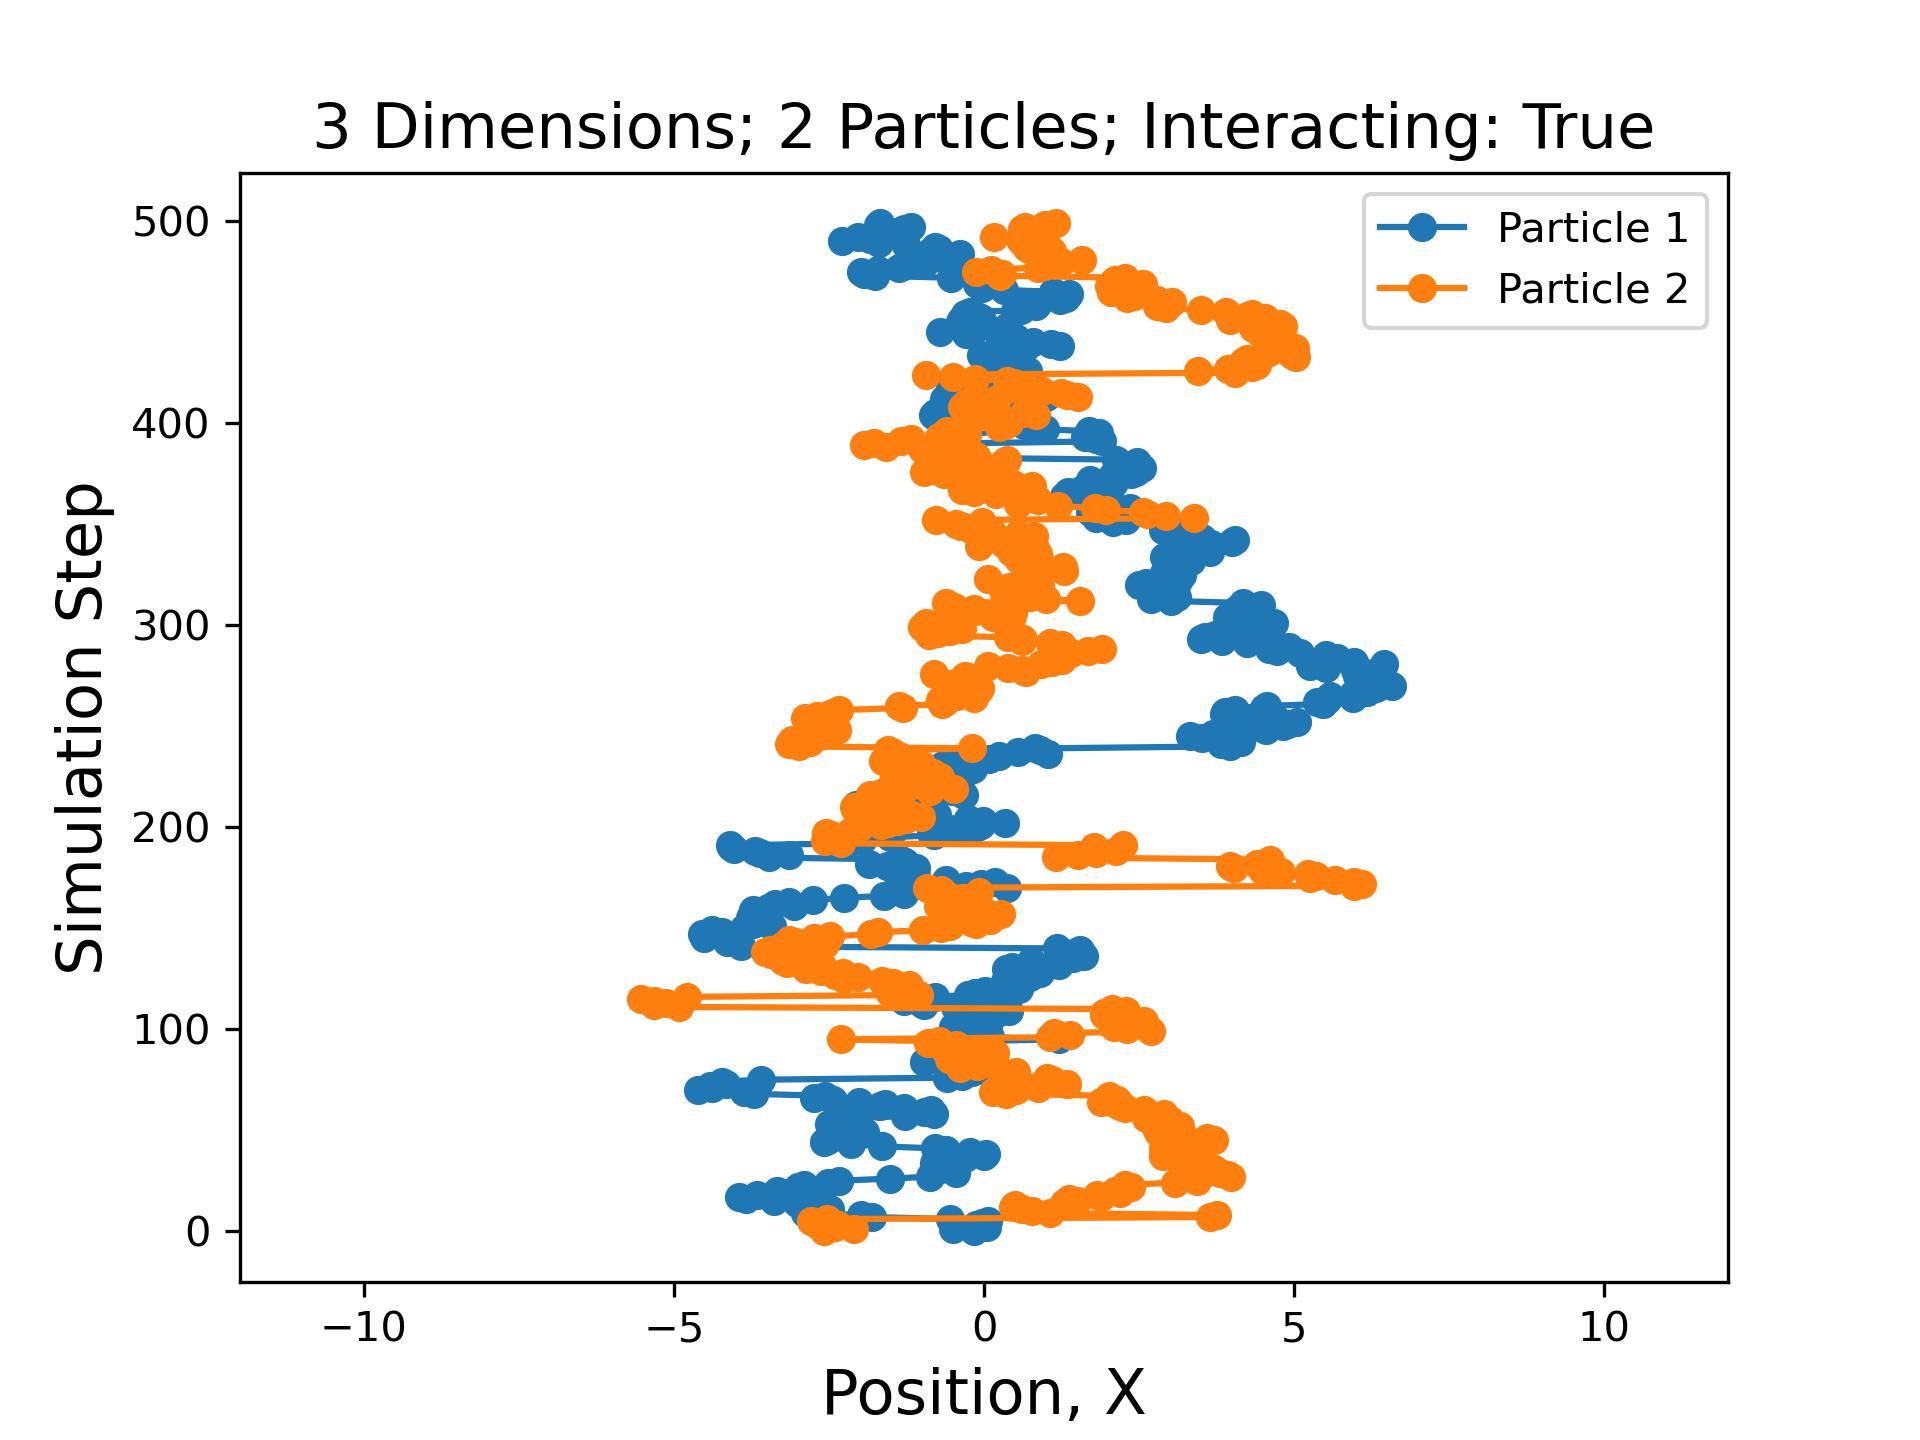 3 Dimensions; 2 Particles; Interacting: True
Particle 1
Particle 2
500
400
300
200
100
0
Simulation Step
−10
−5
0
5
10
Position, X